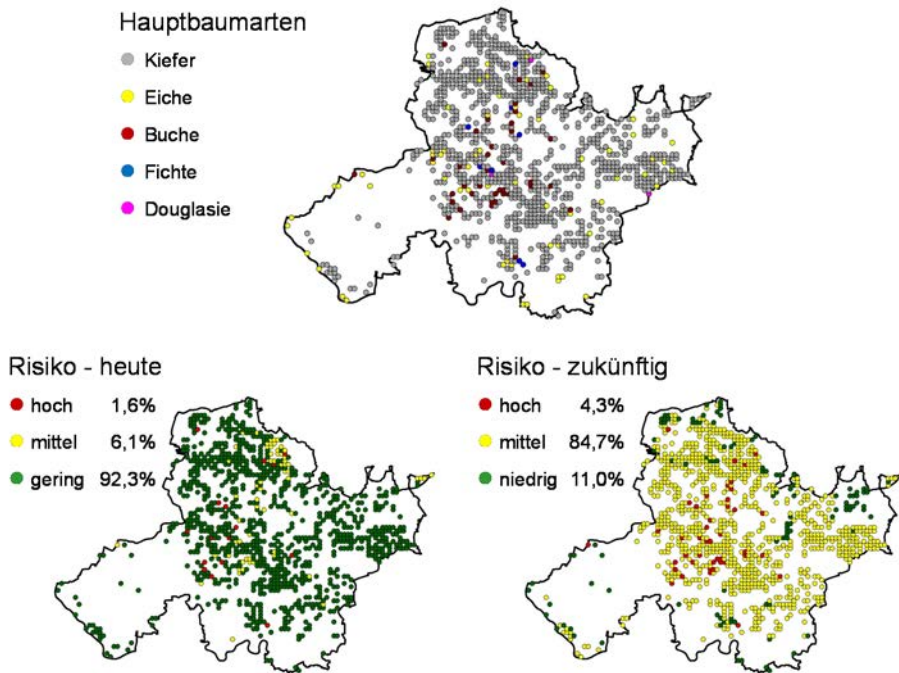 Hauptbaumarten
Kiefer
Eiche
Buche
Fichte
Douglasie
Risiko - heute
hoch 1,6%
mittel 6,1%
gering 92,3%
Risiko - zukünftig
hoch 4,3%
mittel 84,7%
niedrig 11,0%